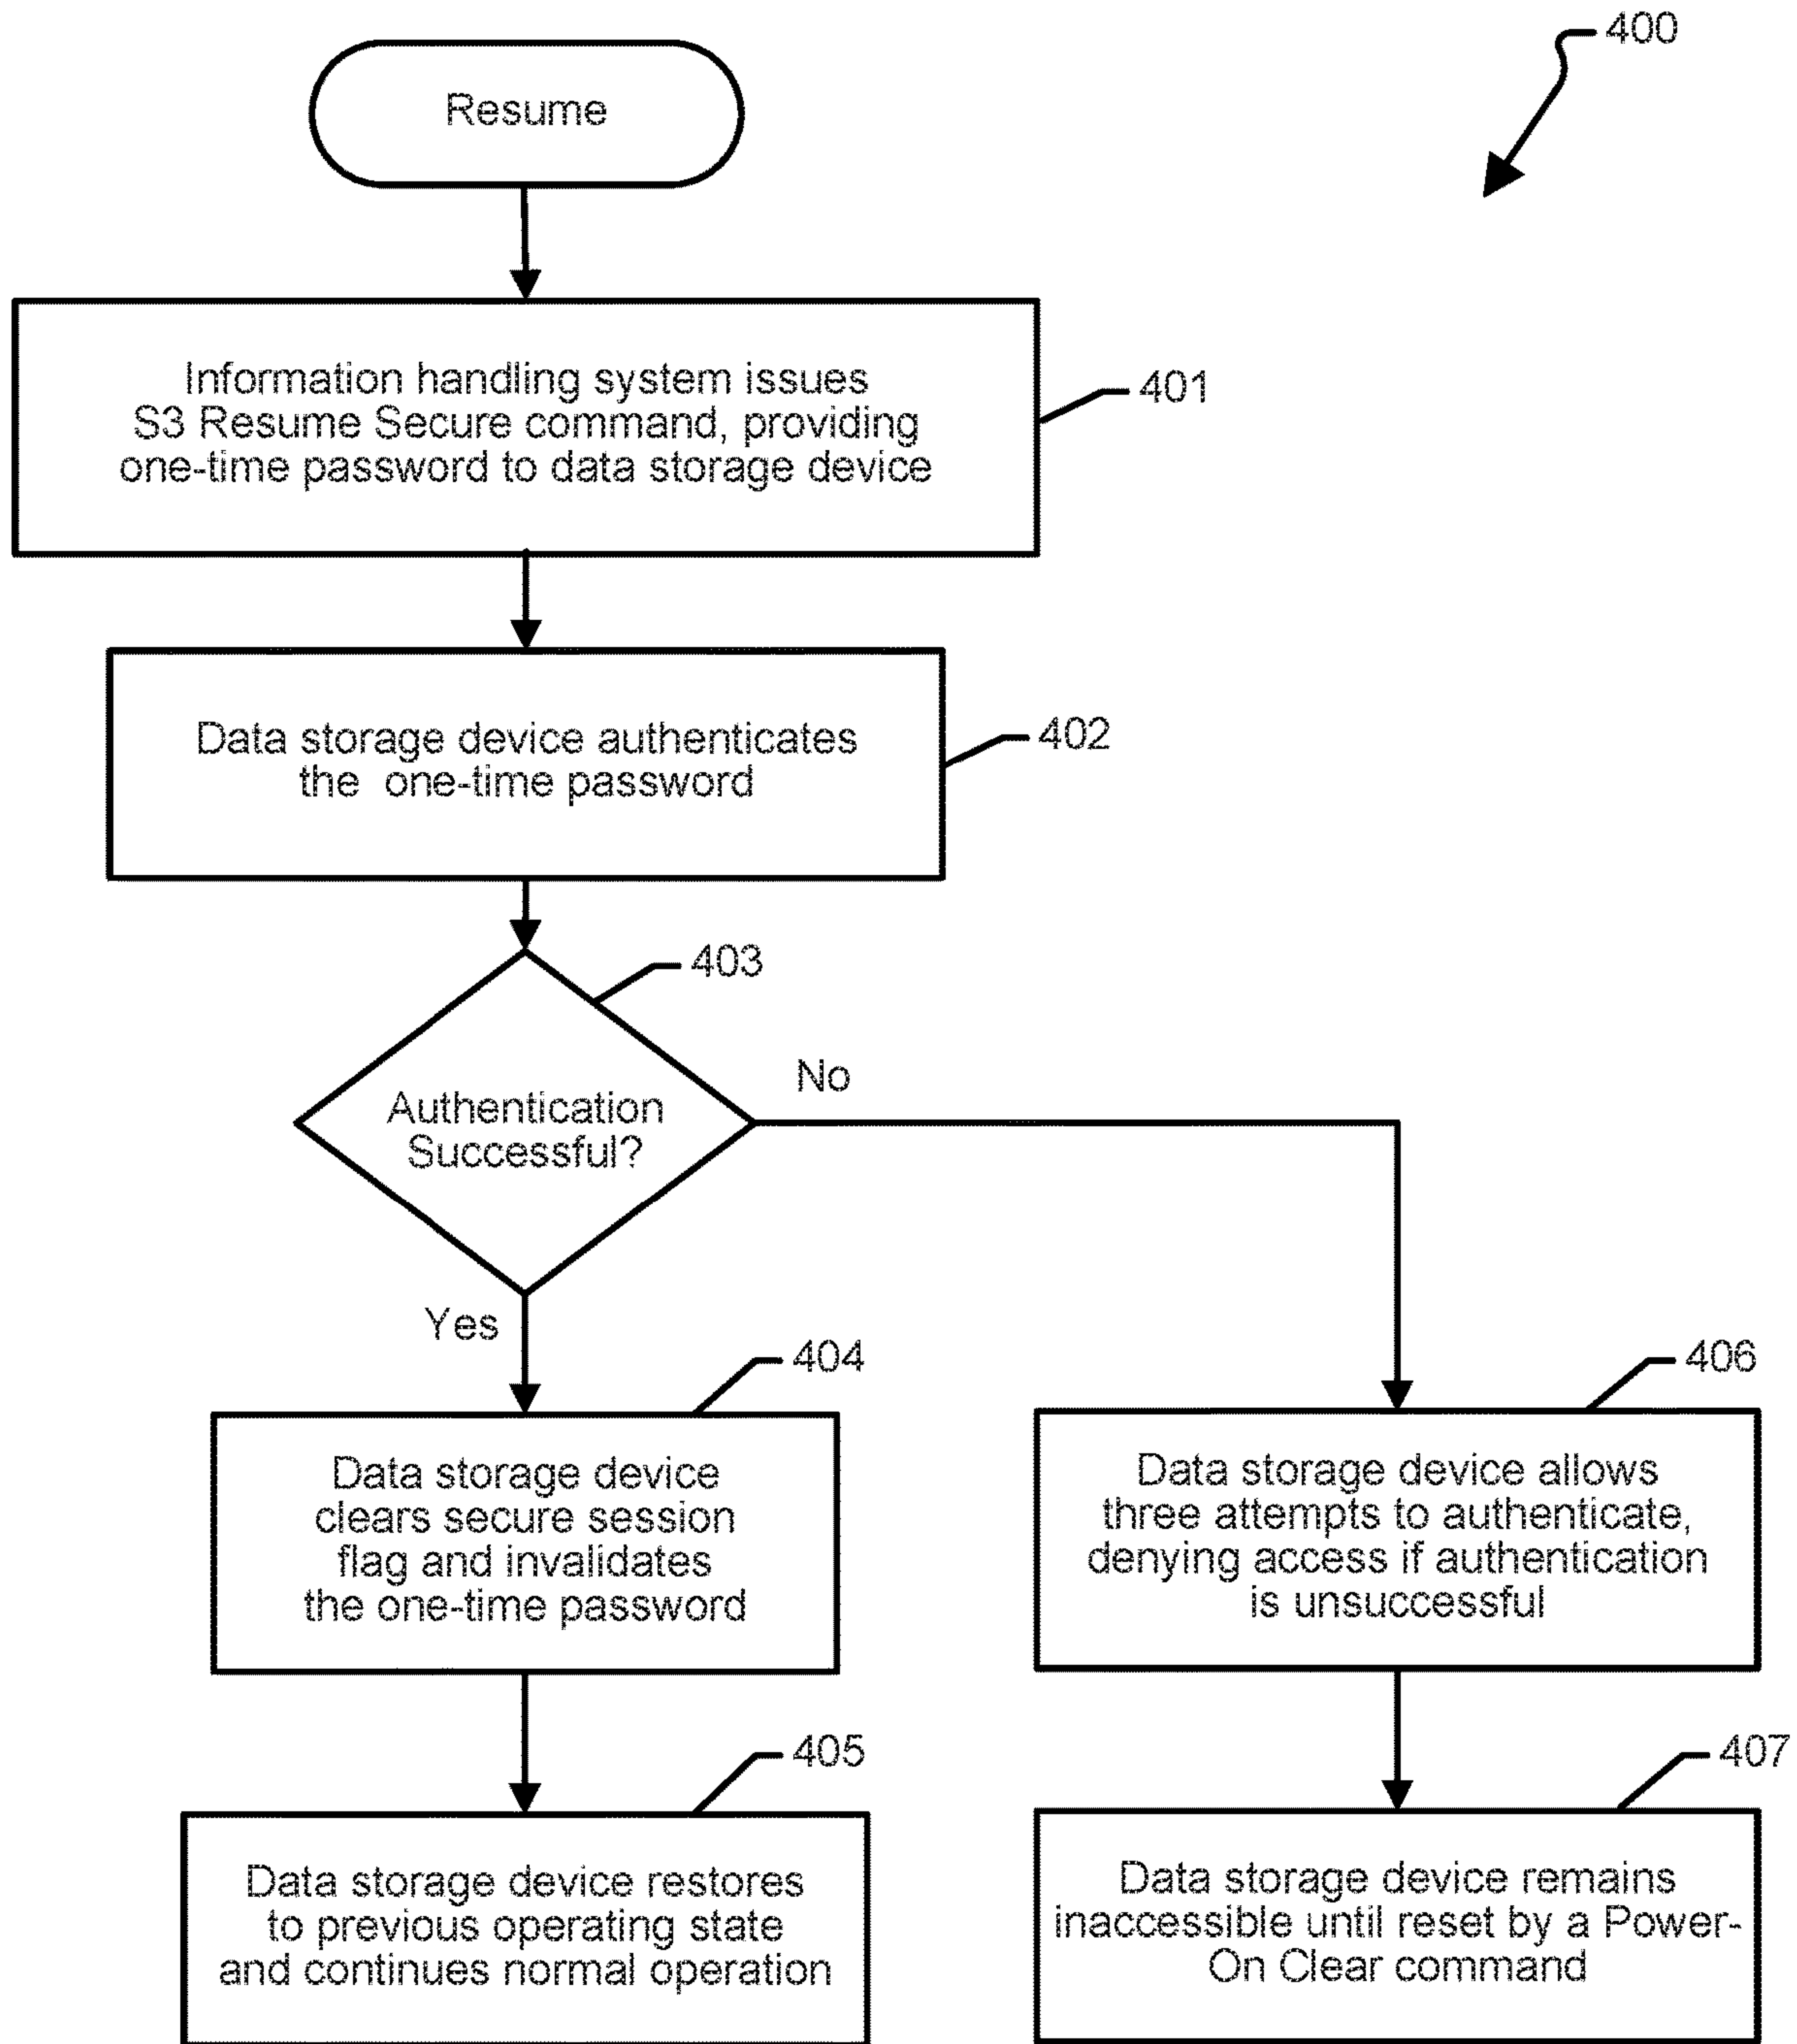 400
Resume
Information handling system issues
S3 Resume Secure command, providing
one-time password to data storage device
401
Data storage device authenticates
the one-time password
402
403
Authentication
Successful?
No
Yes
404
Data storage device
clears secure session
flag and invalidates
the one-time password
406
Data storage device allows
three attempts to authenticate,
denying access if authentication
is unsuccessful
405
Data storage device restores
to previous operating state
and continues normal operation
407
Data storage device remains
inaccessible until reset by a Power-
On Clear command